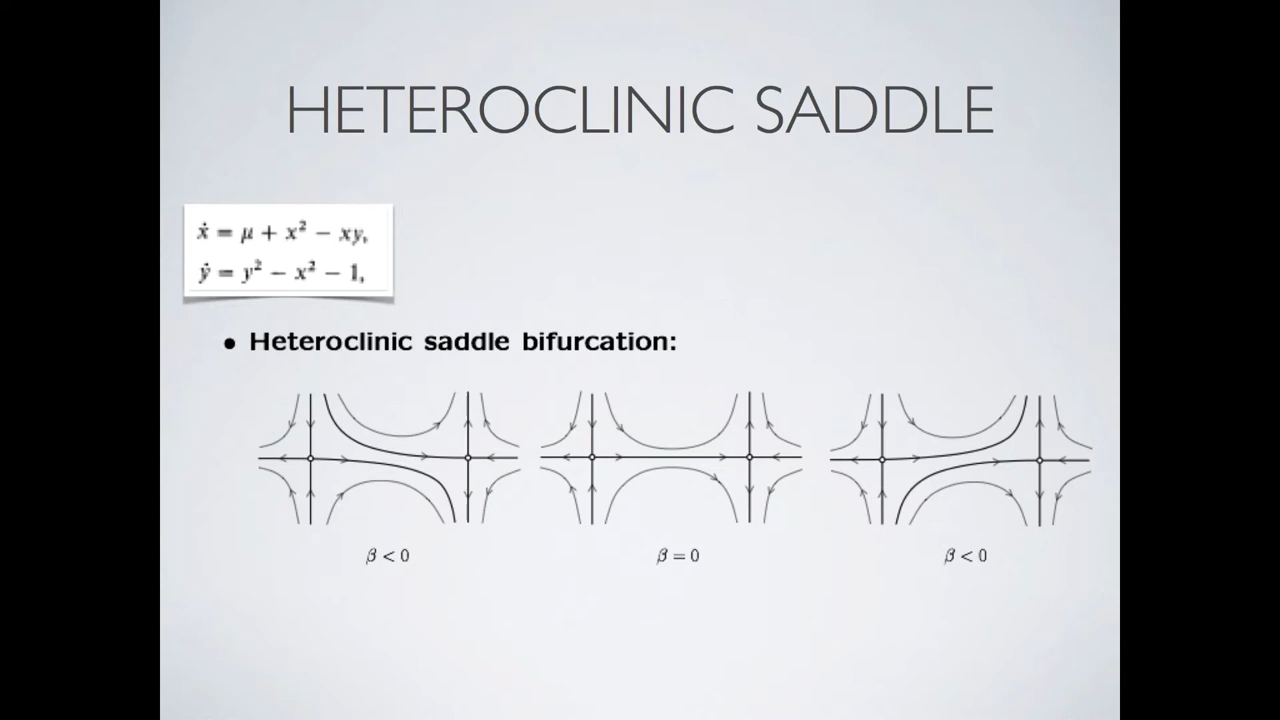 HETEROCLINIC SADDLE
ẋ = μ + x² − xy,
ẏ = y² − x² − 1,
• Heteroclinic saddle bifurcation:
β < 0
β = 0
β < 0